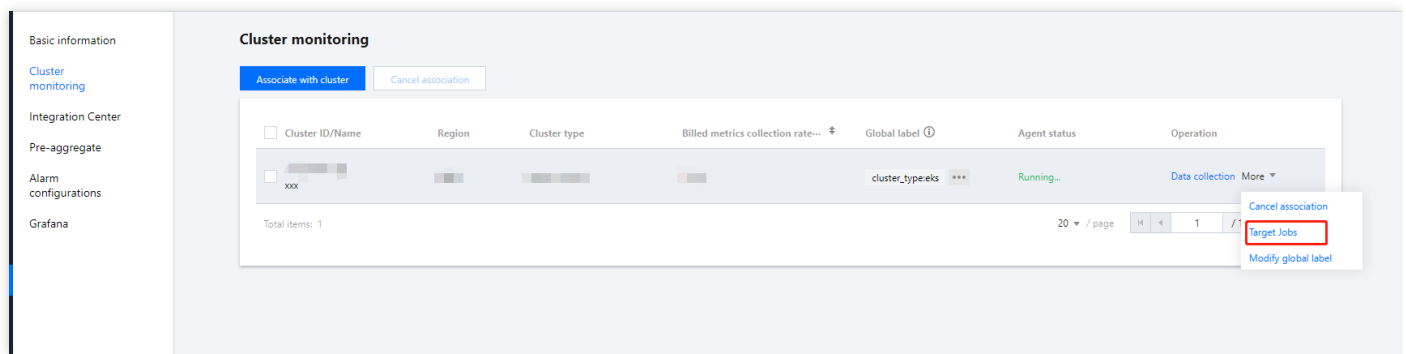 Basic information
Cluster
monitoring
Integration Center
Pre-aggregate
Alarm
configurations
Grafana
Cluster monitoring
Associate with cluster Cancel association
Cluster ID/Name Region Cluster type Billed metrics collection rate··· Global label Agent status Operation
xxx cluster_type:eks ••• Running... Data collection More
Total items: 1 20 / page 1 / 1
Cancel association
Target Jobs
Modify global label